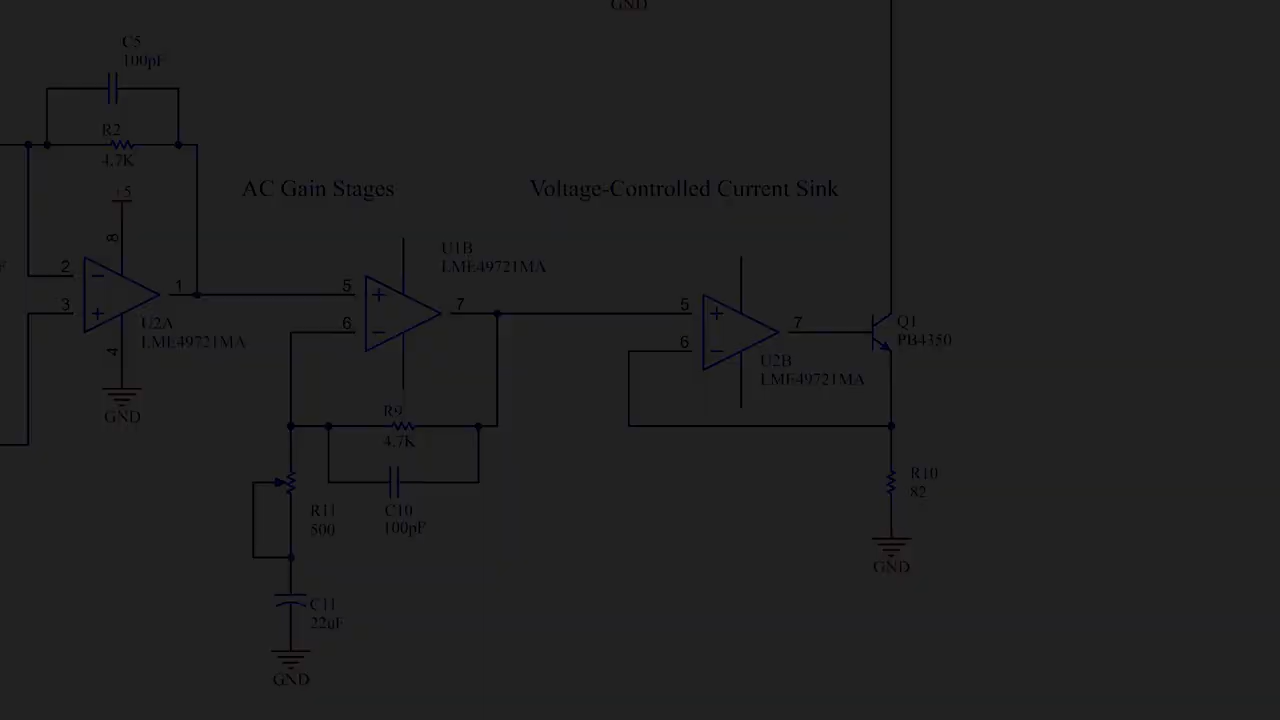 GND
C5
100pF
R2
4.7K
+5
8
2
3
1
4
U2A
LME49721MA
GND
F
AC Gain Stages
Voltage-Controlled Current Sink
U1B
LME49721MA
5
6
7
R9
4.7K
C10
100pF
R11
500
C11
22uF
GND
5
6
7
U2B
LME49721MA
Q1
PB4350
R10
82
GND